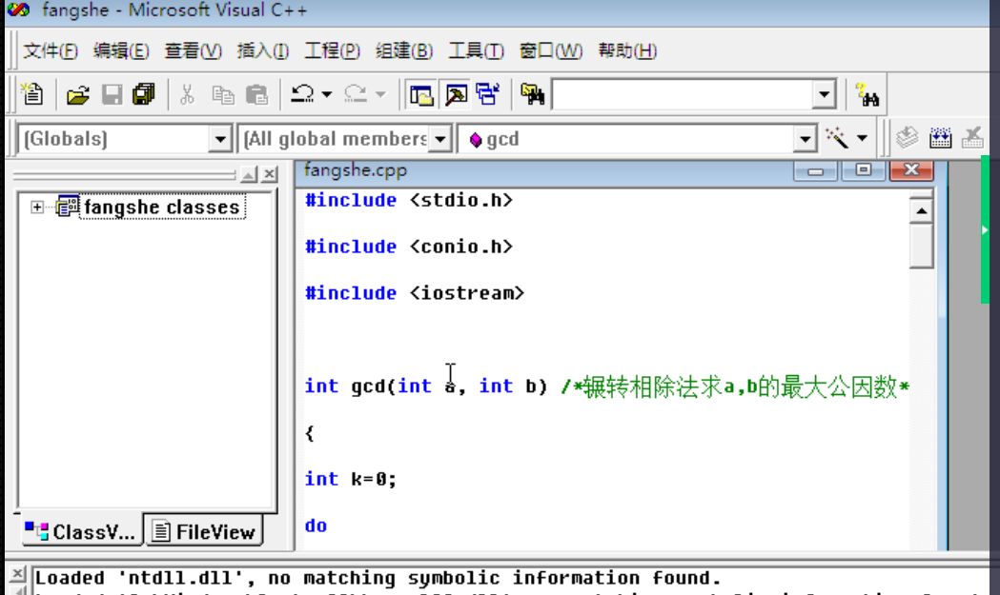 fangshe - Microsoft Visual C++
文件(F) 编辑(E) 查看(V) 插入(I) 工程(P) 组建(B) 工具(T) 窗口(W) 帮助(H)
(Globals) (All global members gcd
fangshe.cpp
fangshe classes
#include <stdio.h>
#include <conio.h>
#include <iostream>
int gcd(int a, int b) /*辗转相除法求a,b的最大公因数*
{
int k=0;
do
ClassV... FileView
Loaded 'ntdll.dll', no matching symbolic information found.